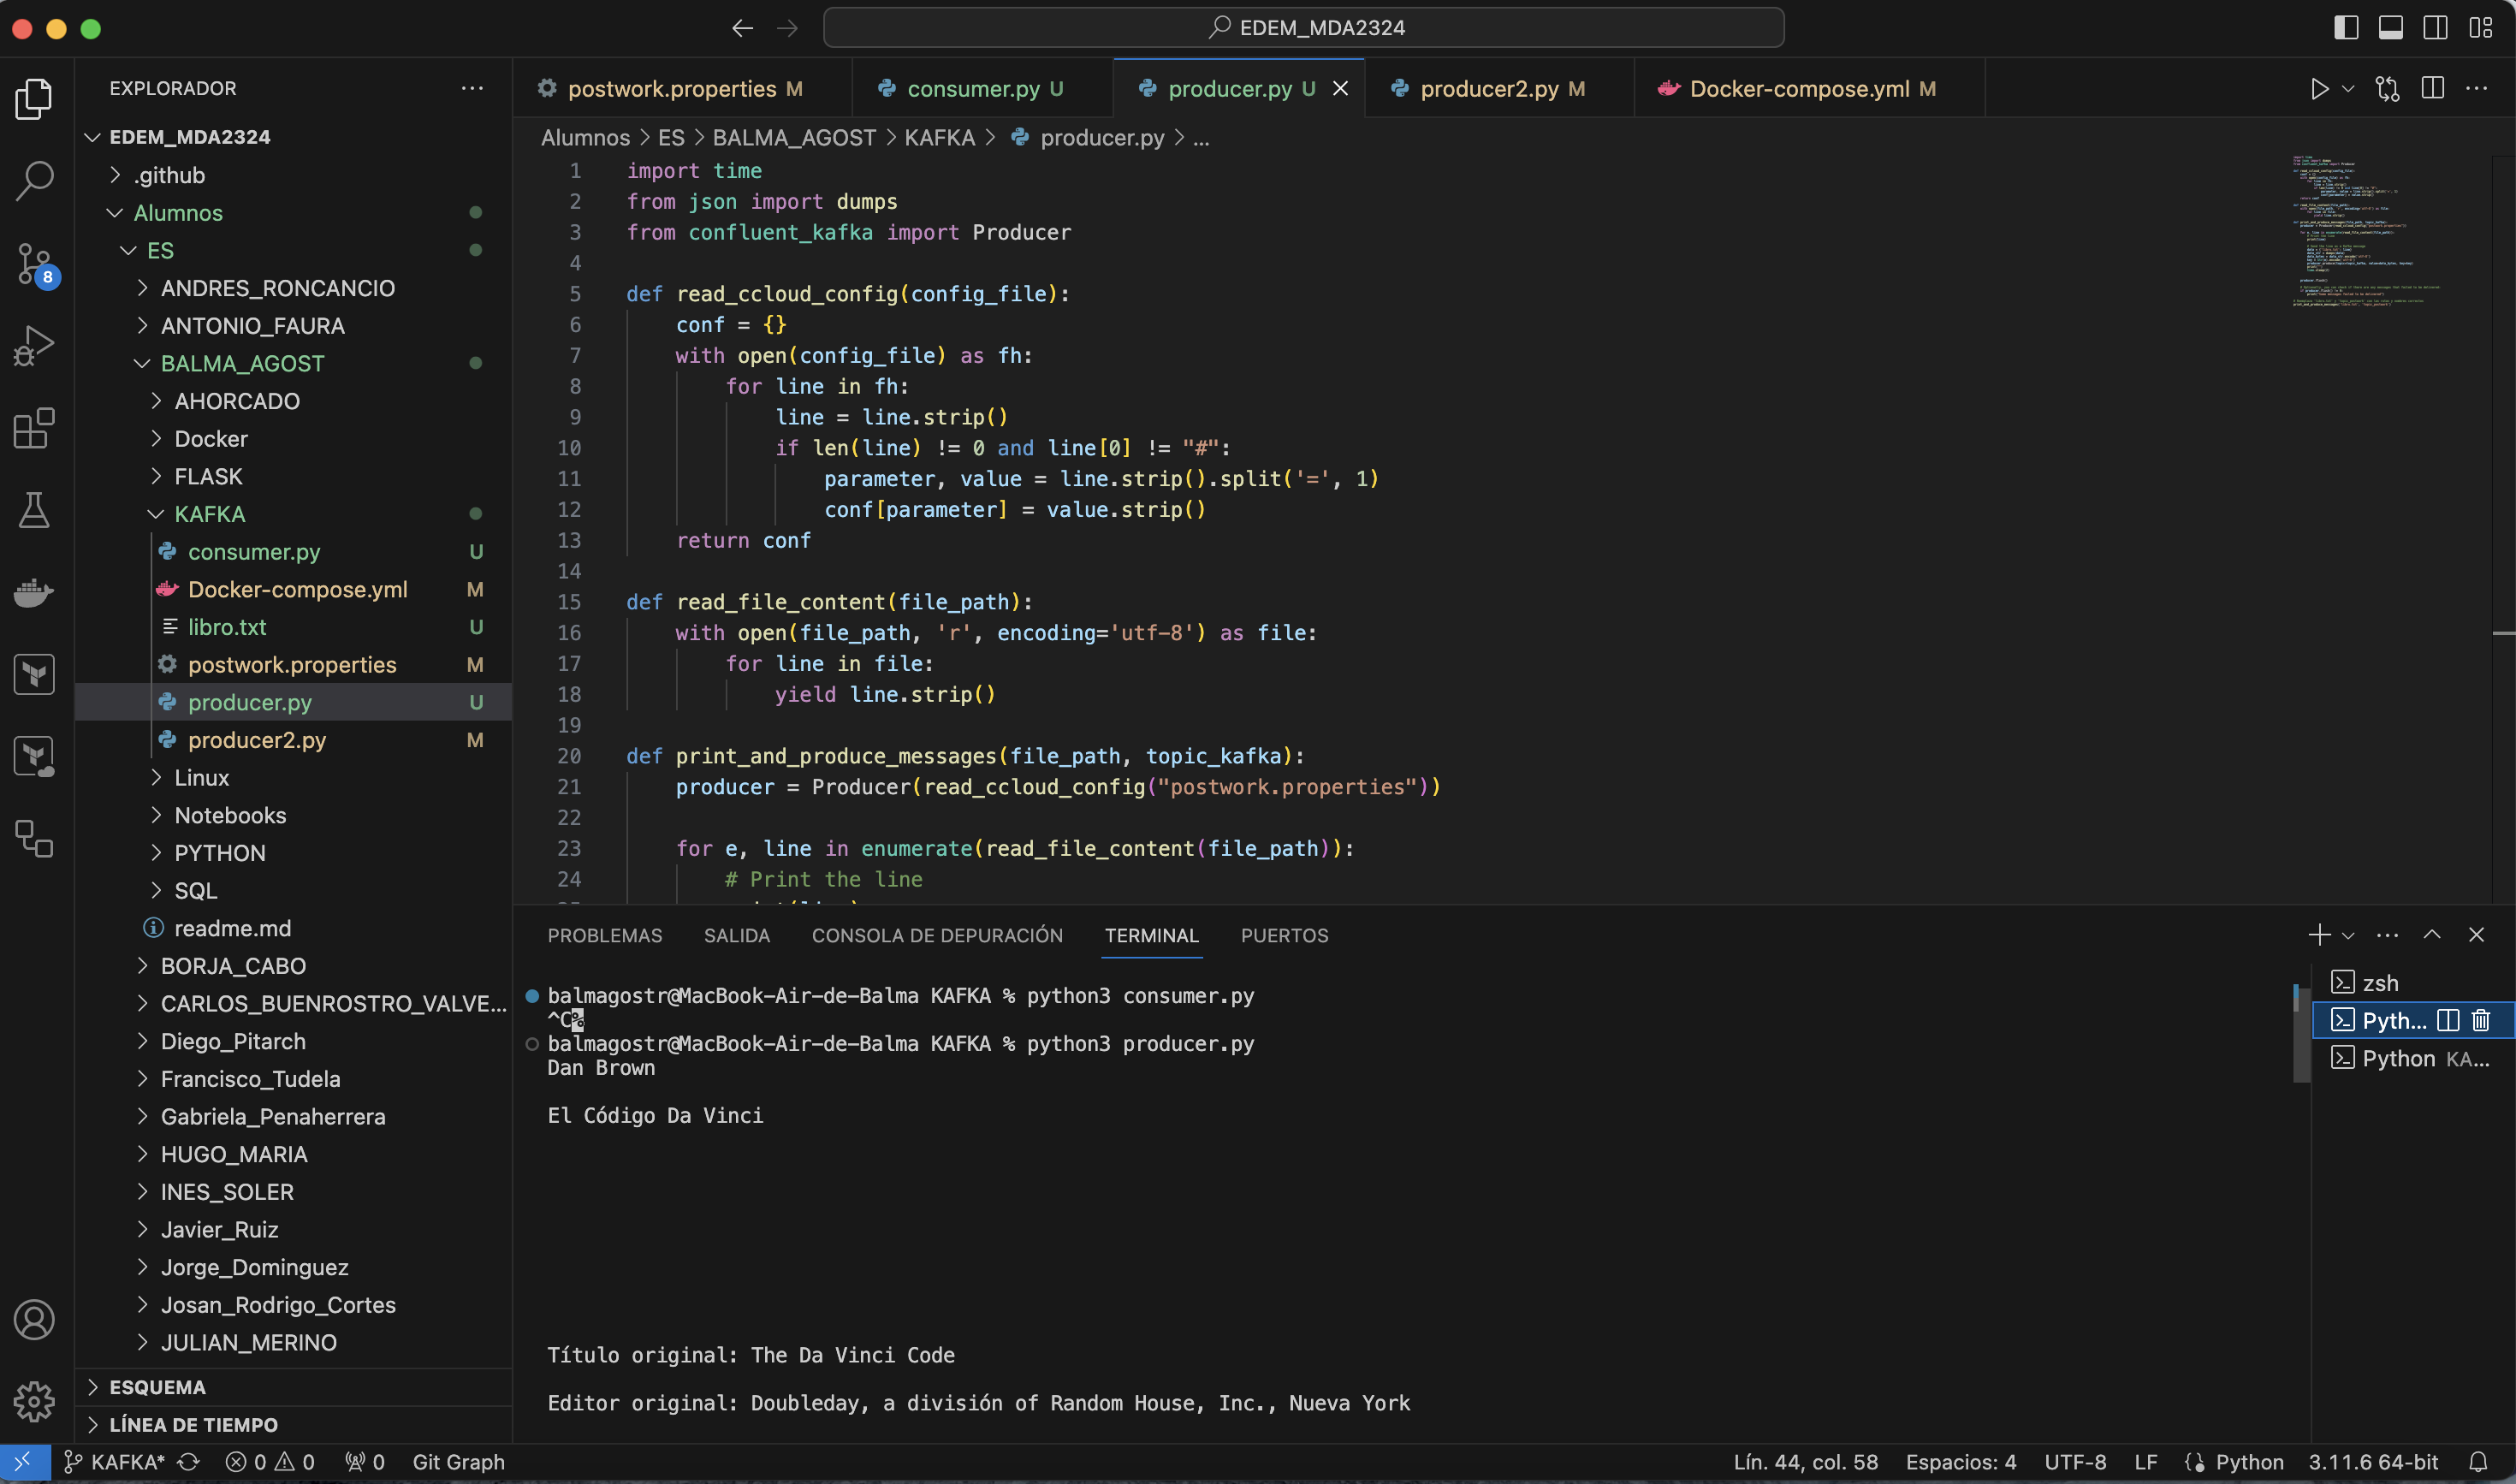 EDEM_MDA2324
EXPLORADOR
EDEM_MDA2324
.github
Alumnos
ES
ANDRES_RONCANCIO
ANTONIO_FAURA
BALMA_AGOST
AHORCADO
Docker
FLASK
KAFKA
consumer.py U
Docker-compose.yml M
libro.txt U
postwork.properties M
producer.py U
producer2.py M
Linux
Notebooks
PYTHON
SQL
readme.md
BORJA_CABO
CARLOS_BUENROSTRO_VALVE...
Diego_Pitarch
Francisco_Tudela
Gabriela_Penaherrera
HUGO_MARIA
INES_SOLER
Javier_Ruiz
Jorge_Dominguez
Josan_Rodrigo_Cortes
JULIAN_MERINO
ESQUEMA
LÍNEA DE TIEMPO
8
postwork.properties M
consumer.py U
producer.py U
producer2.py M
Docker-compose.yml M
Alumnos > ES > BALMA_AGOST > KAFKA > producer.py > ...
1 import time
2 from json import dumps
3 from confluent_kafka import Producer
4
5 def read_ccloud_config(config_file):
6 conf = {}
7 with open(config_file) as fh:
8 for line in fh:
9 line = line.strip()
10 if len(line) != 0 and line[0] != "#":
11 parameter, value = line.strip().split('=', 1)
12 conf[parameter] = value.strip()
13 return conf
14
15 def read_file_content(file_path):
16 with open(file_path, 'r', encoding='utf-8') as file:
17 for line in file:
18 yield line.strip()
19
20 def print_and_produce_messages(file_path, topic_kafka):
21 producer = Producer(read_ccloud_config("postwork.properties"))
22
23 for e, line in enumerate(read_file_content(file_path)):
24 # Print the line
PROBLEMAS SALIDA CONSOLA DE DEPURACIÓN TERMINAL PUERTOS
balmagostr@MacBook-Air-de-Balma KAFKA % python3 consumer.py
^C%
balmagostr@MacBook-Air-de-Balma KAFKA % python3 producer.py
Dan Brown
El Código Da Vinci
Título original: The Da Vinci Code
Editor original: Doubleday, a división of Random House, Inc., Nueva York
zsh
Pyth...
Python KA...
KAFKA* 0 0 0 Git Graph
Lín. 44, col. 58 Espacios: 4 UTF-8 LF Python 3.11.6 64-bit